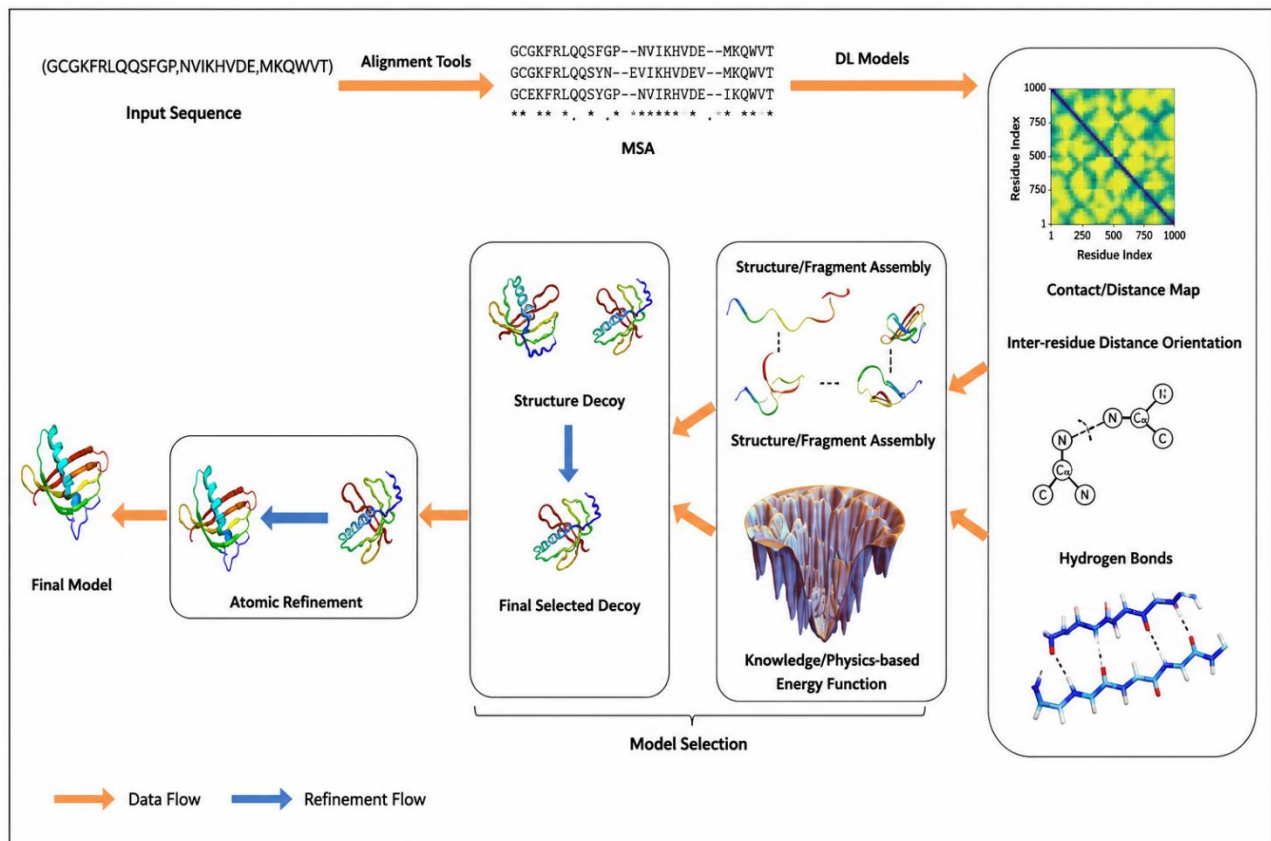 (GCGKFRLQQSFGP,NVIKHVDE,MKQWVT)
Input Sequence
Alignment Tools
GCGKFRLQQSFGP--NVIKHVDE--MKQWVT
GCGKFRLQQSYN--EVIKHVDEV--MKQWVT
GCEKFRLQQSYGP--NVIRHVDE--IKQWVT
MSA
DL Models
Residue Index
1000
750
500
750
1
1
250
500
750
1000
Residue Index
Contact/Distance Map
Inter-residue Distance Orientation
N
N
Cα
C
N
Cα
C
N
Hydrogen Bonds
Structure/Fragment Assembly
Structure/Fragment Assembly
Knowledge/Physics-based
Energy Function
Structure Decoy
Final Selected Decoy
Model Selection
Atomic Refinement
Final Model
Data Flow
Refinement Flow